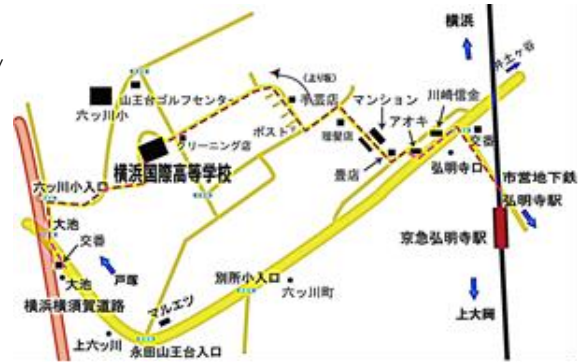 横浜
井土ヶ谷
(より坂)
手芸店
マンション
川崎信金
山王台ゴルフセンター
アオキ
六ッ川小
ポスト
理髪店
交番
クリーニング店
畳店
弘明寺口
横浜国際高等学校
市営地下鉄
弘明寺駅
六ッ川小入口
大池
京急弘明寺駅
交番
戸塚
別所小入口
大池
六ッ川町
横浜横須賀道路
マルエツ
上大岡
上六ッ川
永田山王台入口